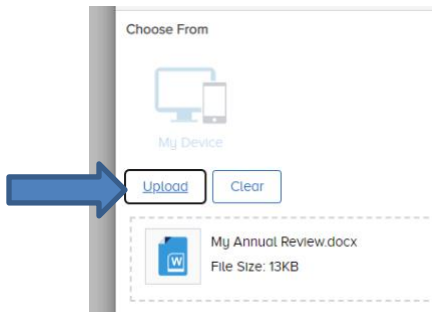 Choose From
My Device
Upload Clear
W
My Annual Review.docx
File Size: 13KB